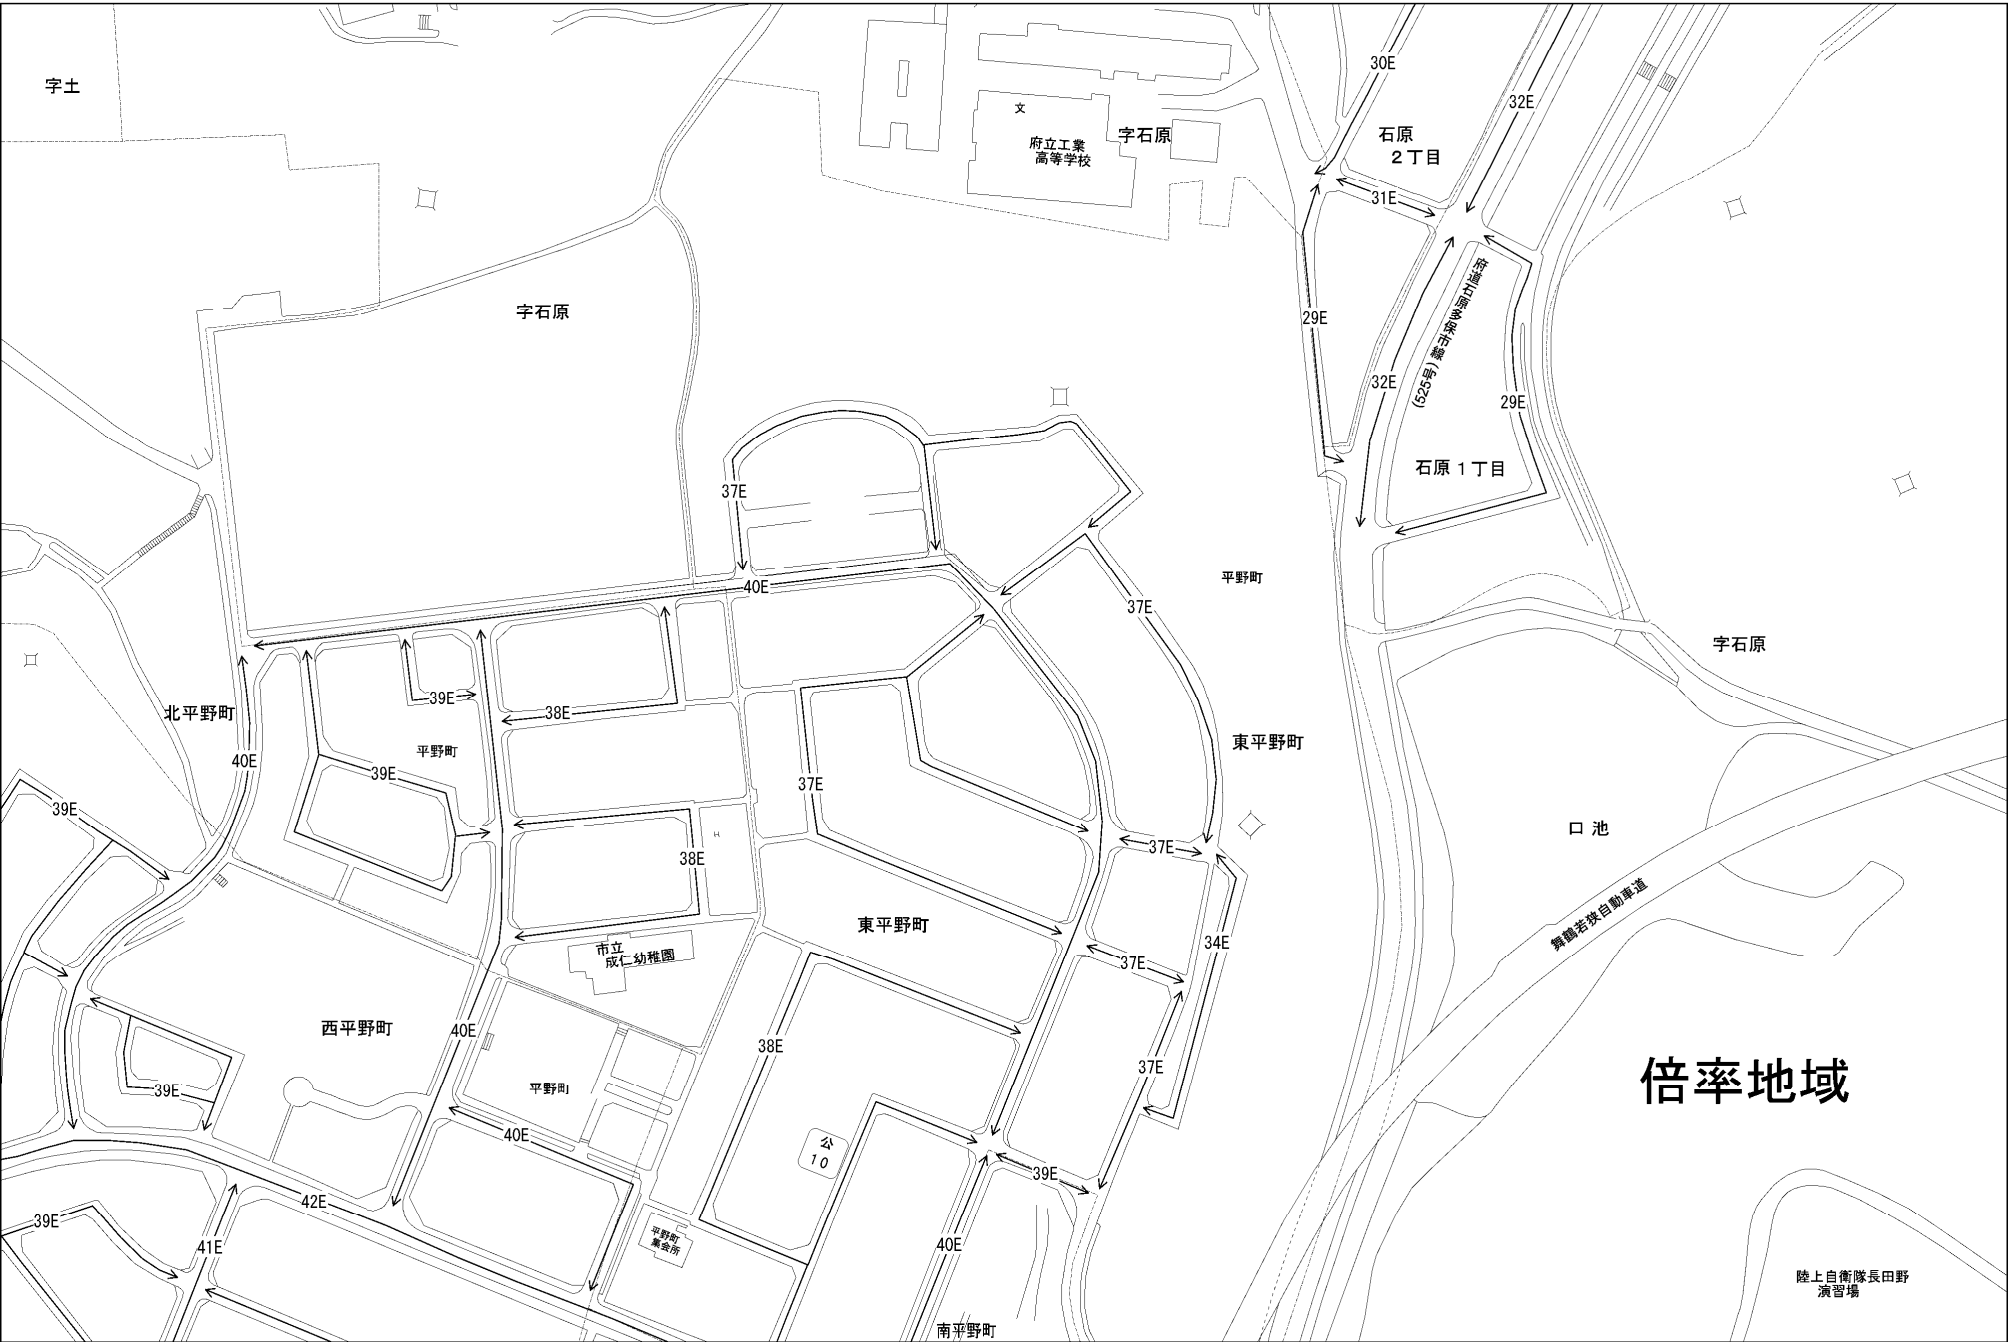 30E
字土
32E
文
府立工業
高等学校
字石原
石原
2丁目
31E
字石原
29E
府道石原多保市線
(525号)
32E
29E
石原1丁目
37E
40E
平野町
37E
字石原
39E
38E
北平野町
平野町
東平野町
40E
39E
37E
39E
口池
H
37E
38E
東平野町
舞鶴若狭自動車道
34E
市立
成仁幼稚園
37E
西平野町
40E
38E
37E
倍率地域
39E
平野町
40E
公
10
39E
42E
39E
平野町
集会所
41E
40E
陸上自衛隊長田野
演習場
南平野町